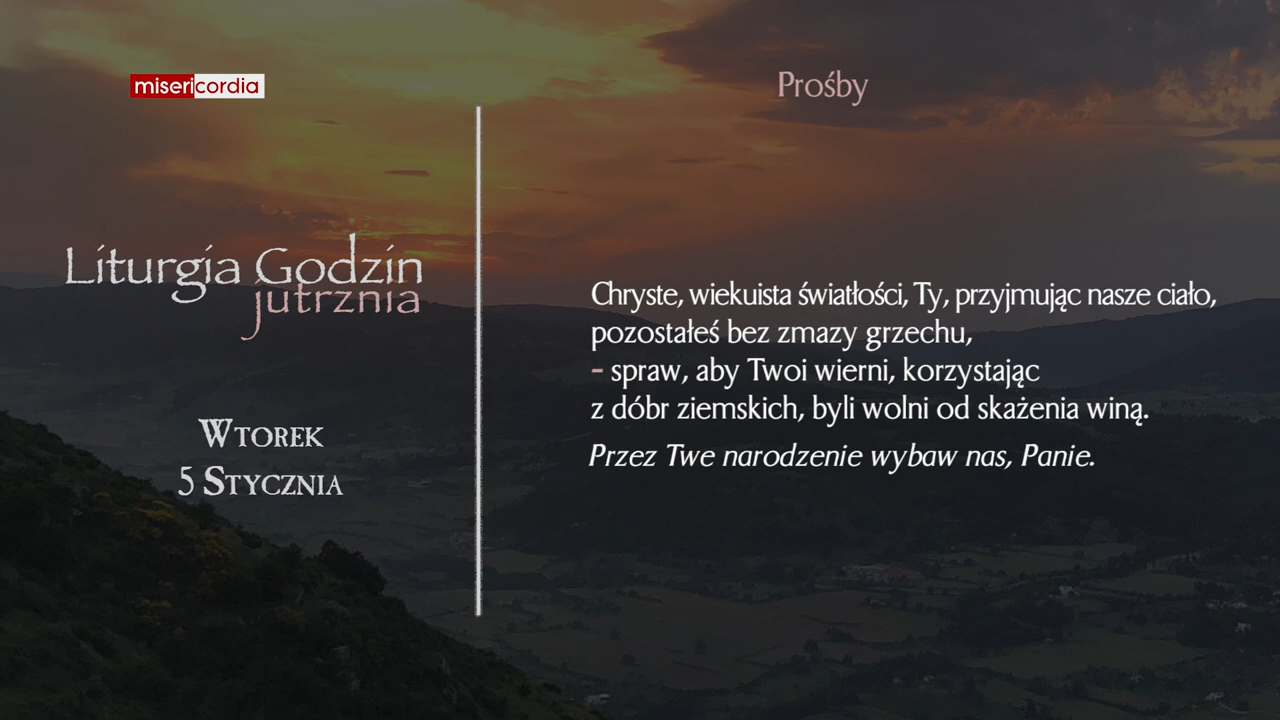 misericordia
Liturgia Godzin
jutrznia
Wtorek
5 Stycznia
Prośby
Chryste, wiekuista światłości, Ty, przyjmując nasze ciało,
pozostałeś bez zmazy grzechu,
- spraw, aby Twoi wierni, korzystając
z dóbr ziemskich, byli wolni od skażenia winą.
Przez Twe narodzenie wybaw nas, Panie.